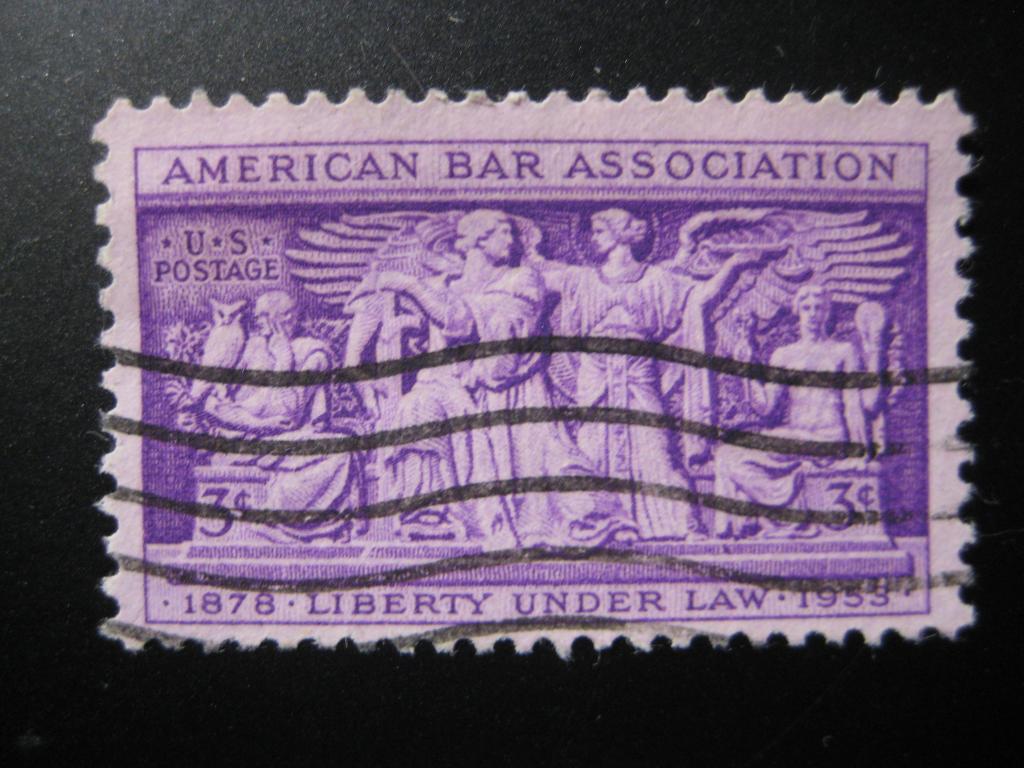 AMERICAN BAR ASSOCIATION
★ U ★ S ★
POSTAGE
3¢ 3¢
· 1878 · LIBERTY UNDER LAW · 1953 ·